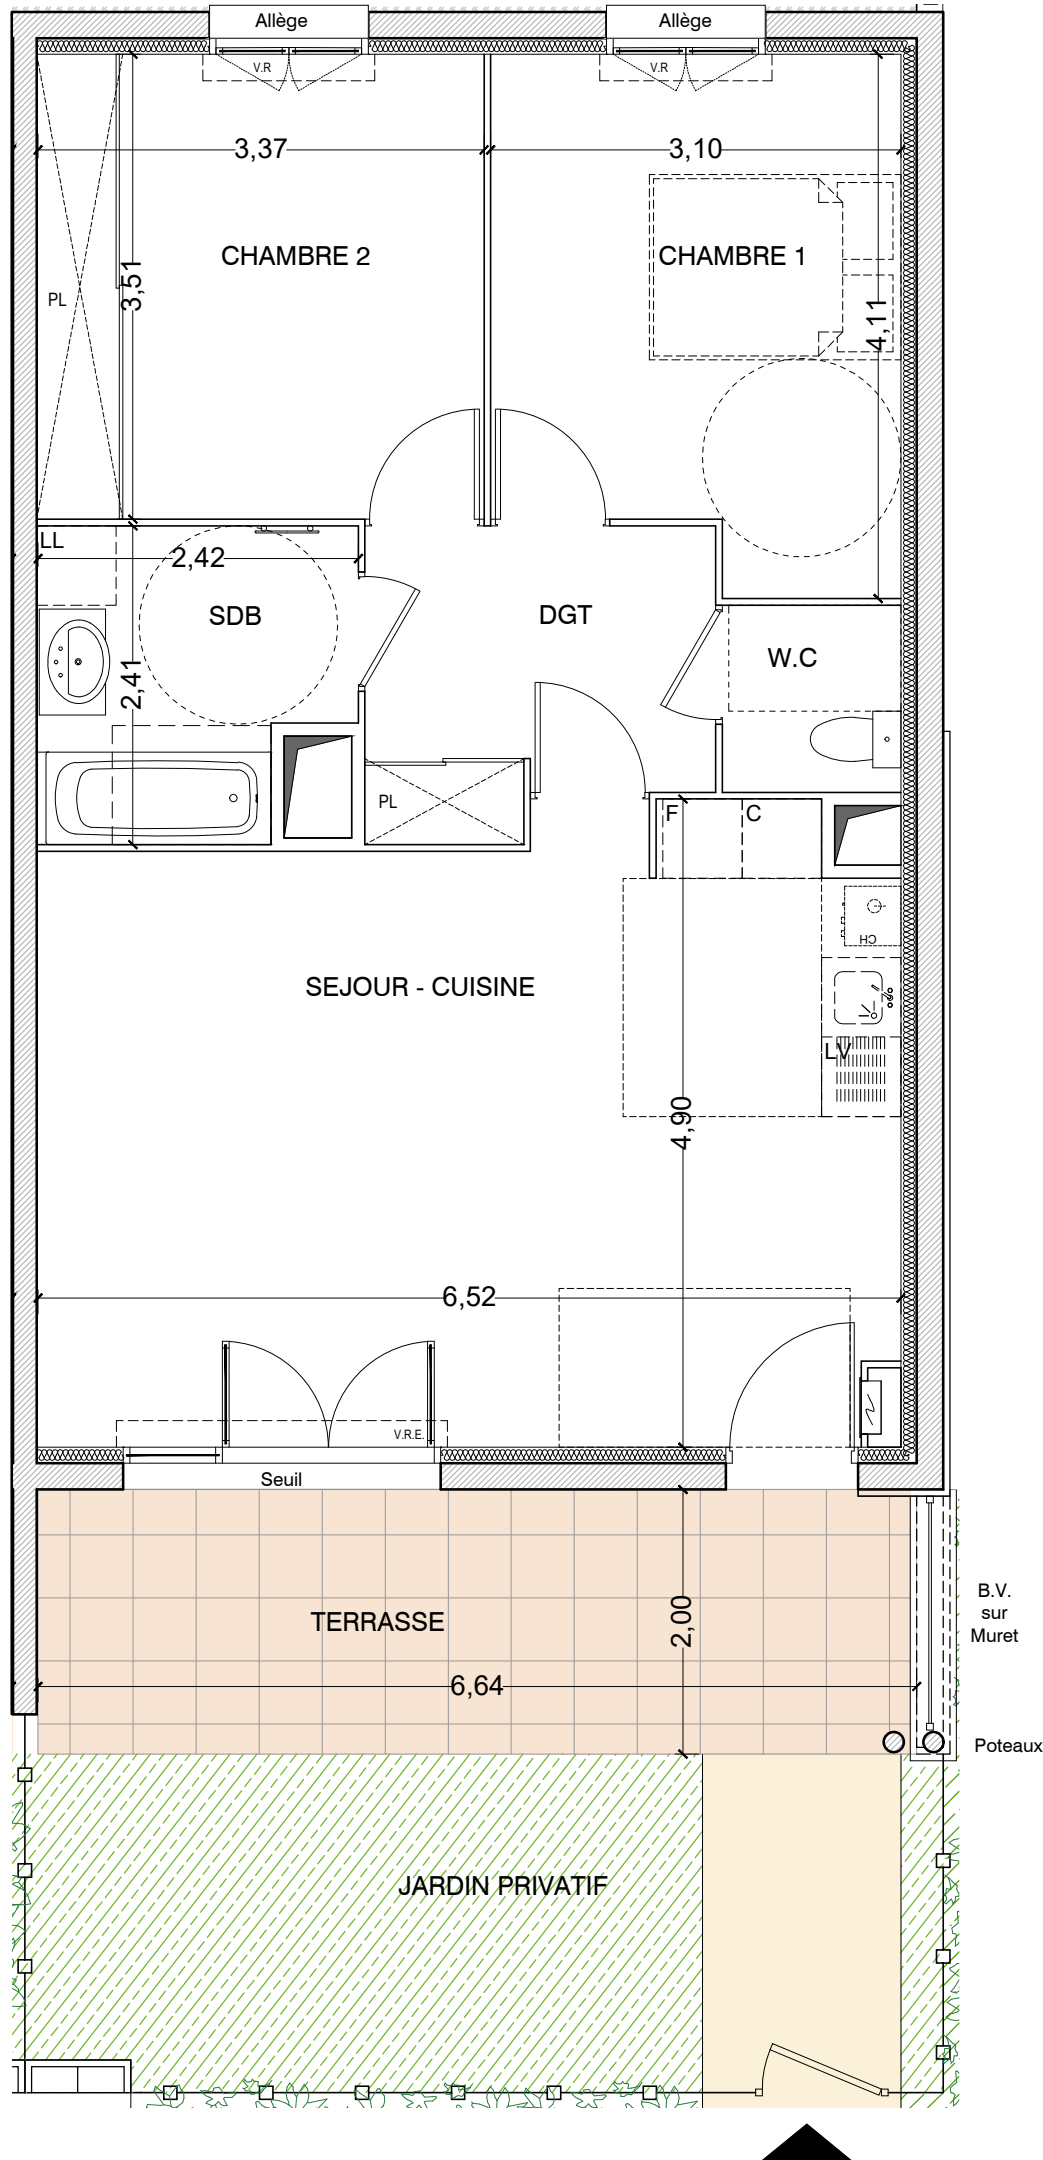 Allège
Allège
V.R
V.R
3,37
3,10
CHAMBRE 2
CHAMBRE 1
3,51
PL
4,11
LL
2,42
SDB
DGT
W.C
2,41
PL
F
C
CH
SEJOUR - CUISINE
LV
4,90
6,52
V.R.E.
Seuil
B.V.
sur
Muret
TERRASSE
2,00
6,64
Poteaux
JARDIN PRIVATIF